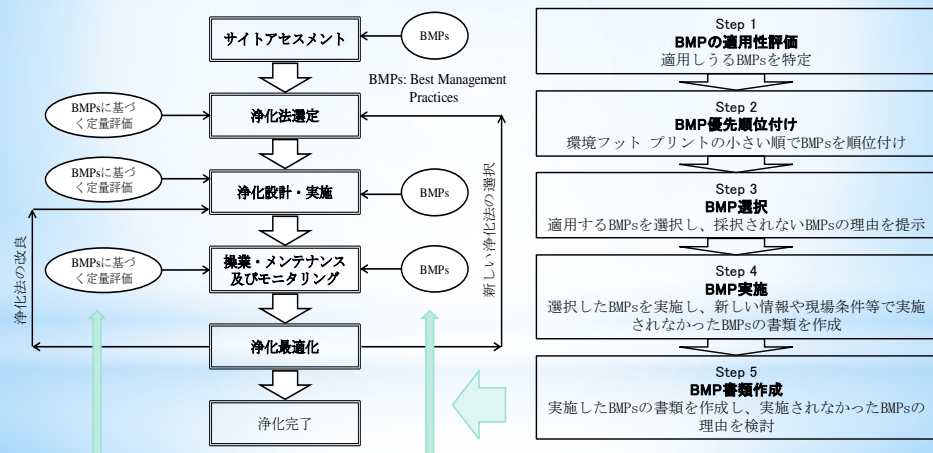 サイトアセスメント
BMPs
BMPs: Best Management
Practices
BMPsに基づ
く定量評価
浄化法選定
BMPsに基づ
く定量評価
浄化設計・実施
BMPs
BMPsに基づ
く定量評価
操業・メンテナンス
及びモニタリング
BMPs
浄化法の改良
新しい浄化法の選択
浄化最適化
浄化完了
Step 1
BMPの適用性評価
適用しうるBMPsを特定
Step 2
BMP優先順位付け
環境フット プリントの小さい順でBMPsを順位付け
Step 3
BMP選択
適用するBMPsを選択し、採択されないBMPsの理由を提示
Step 4
BMP実施
選択したBMPsを実施し、新しい情報や現場条件等で実施
されなかったBMPsの書類を作成
Step 5
BMP書類作成
実施したBMPsの書類を作成し、実施されなかったBMPsの
理由を検討